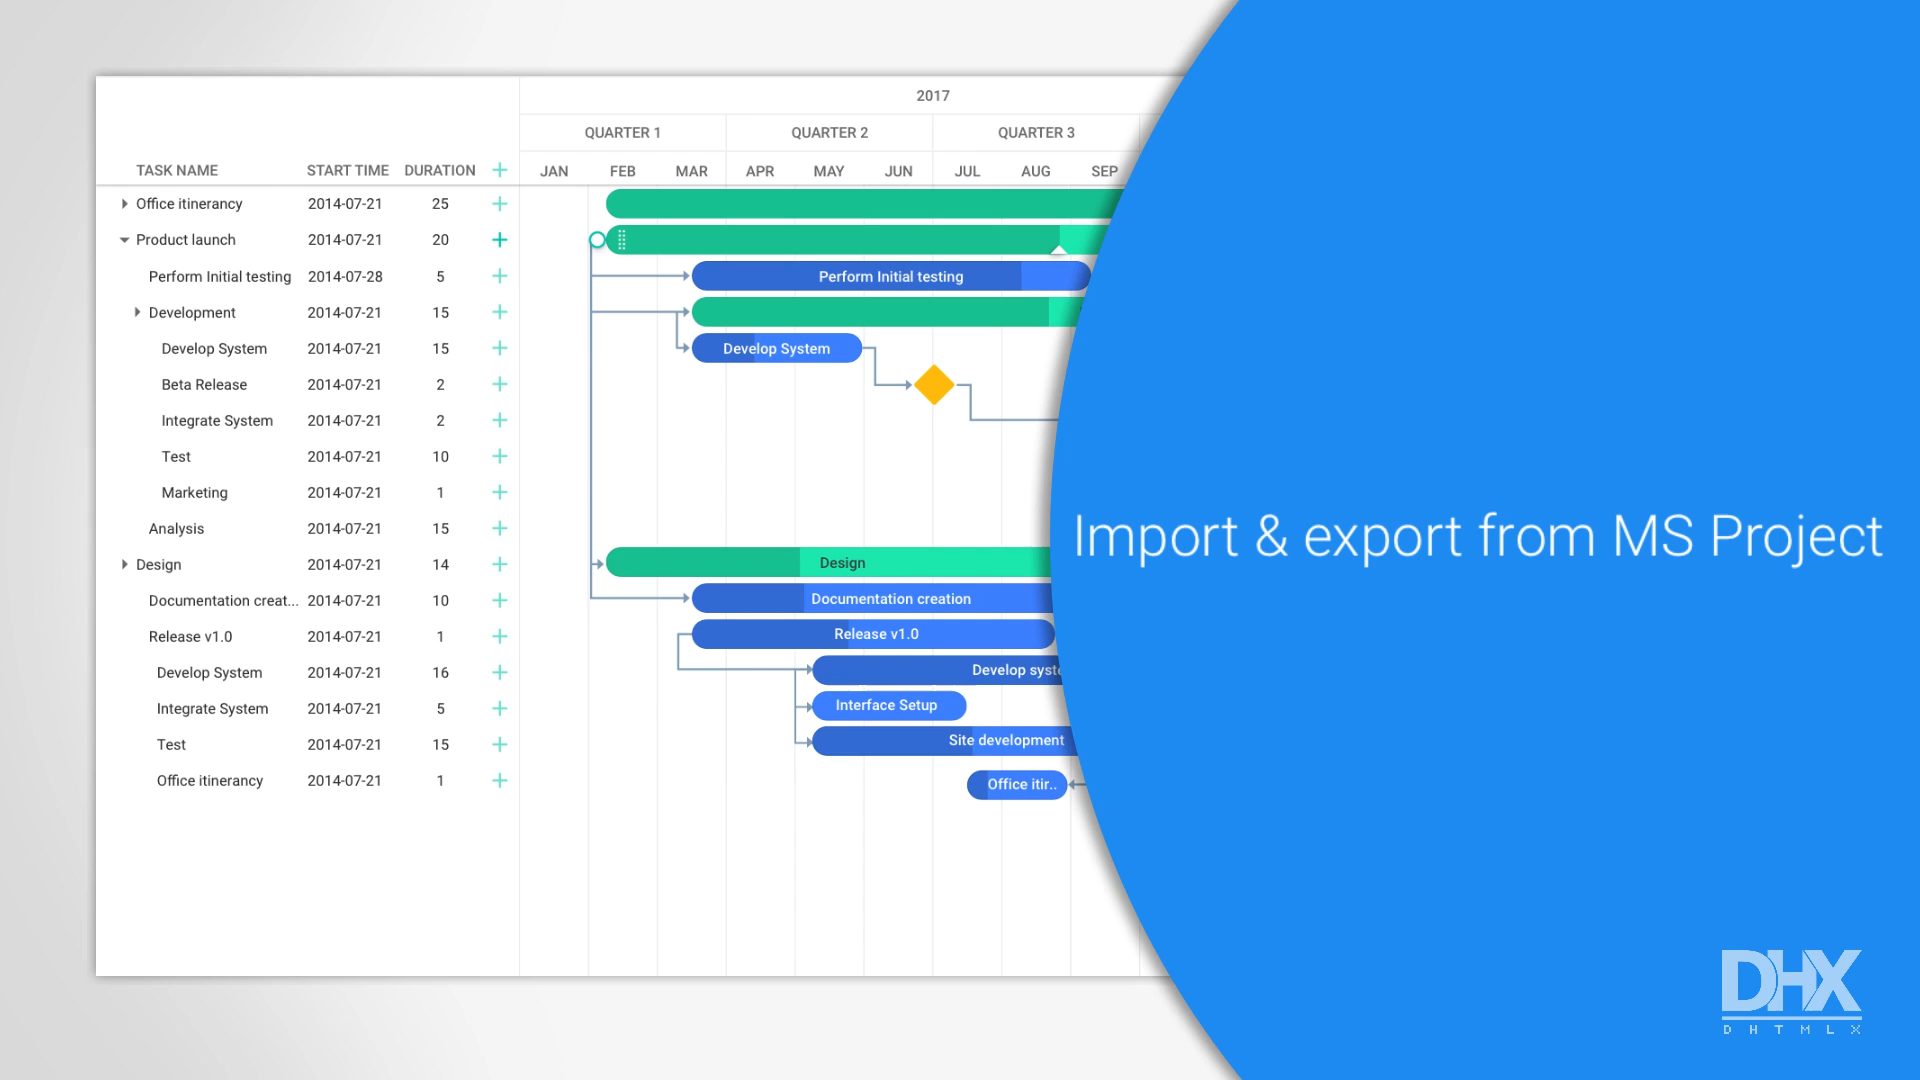 2017
QUARTER 1 QUARTER 2 QUARTER 3
TASK NAME START TIME DURATION + JAN FEB MAR APR MAY JUN JUL AUG SEP
Office itinerancy 2014-07-21 25 +
Product launch 2014-07-21 20 +
Perform Initial testing 2014-07-28 5 + Perform Initial testing
Development 2014-07-21 15 +
Develop System 2014-07-21 15 + Develop System
Beta Release 2014-07-21 2 +
Integrate System 2014-07-21 2 +
Test 2014-07-21 10 +
Marketing 2014-07-21 1 +
Analysis 2014-07-21 15 +
Design 2014-07-21 14 + Design
Documentation creat... 2014-07-21 10 + Documentation creation
Release v1.0 2014-07-21 1 + Release v1.0
Develop System 2014-07-21 16 + Develop syste
Integrate System 2014-07-21 5 + Interface Setup
Test 2014-07-21 15 + Site development
Office itinerancy 2014-07-21 1 + Office itir..
Import & export from MS Project
DHX
DHTMLX